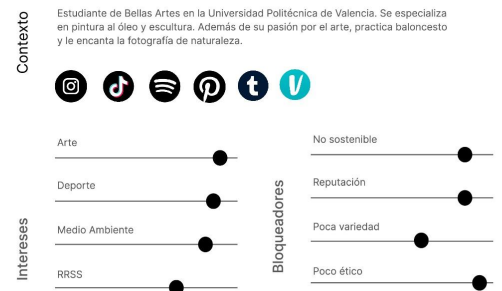 Contexto
Estudiante de Bellas Artes en la Universidad Politécnica de Valencia. Se especializa
en pintura al óleo y escultura. Además de su pasión por el arte, practica baloncesto
y le encanta la fotografía de naturaleza.
Intereses
Arte
Deporte
Medio Ambiente
RRSS
Bloqueadores
No sostenible
Reputación
Poca variedad
Poco ético